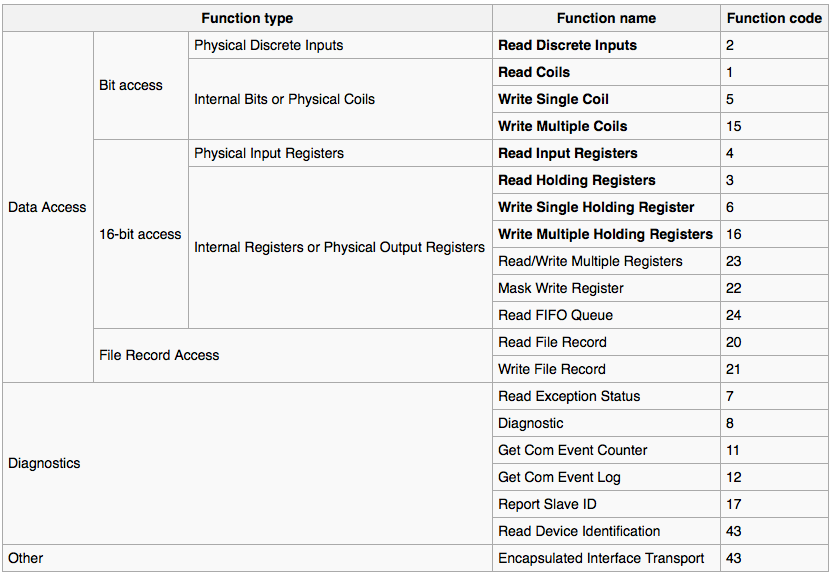 Function type Function name Function code
Data Access Bit access Physical Discrete Inputs Read Discrete Inputs 2
Internal Bits or Physical Coils Read Coils 1
Write Single Coil 5
Write Multiple Coils 15
16-bit access Physical Input Registers Read Input Registers 4
Internal Registers or Physical Output Registers Read Holding Registers 3
Write Single Holding Register 6
Write Multiple Holding Registers 16
Read/Write Multiple Registers 23
Mask Write Register 22
Read FIFO Queue 24
File Record Access Read File Record 20
Write File Record 21
Diagnostics Read Exception Status 7
Diagnostic 8
Get Com Event Counter 11
Get Com Event Log 12
Report Slave ID 17
Read Device Identification 43
Other Encapsulated Interface Transport 43